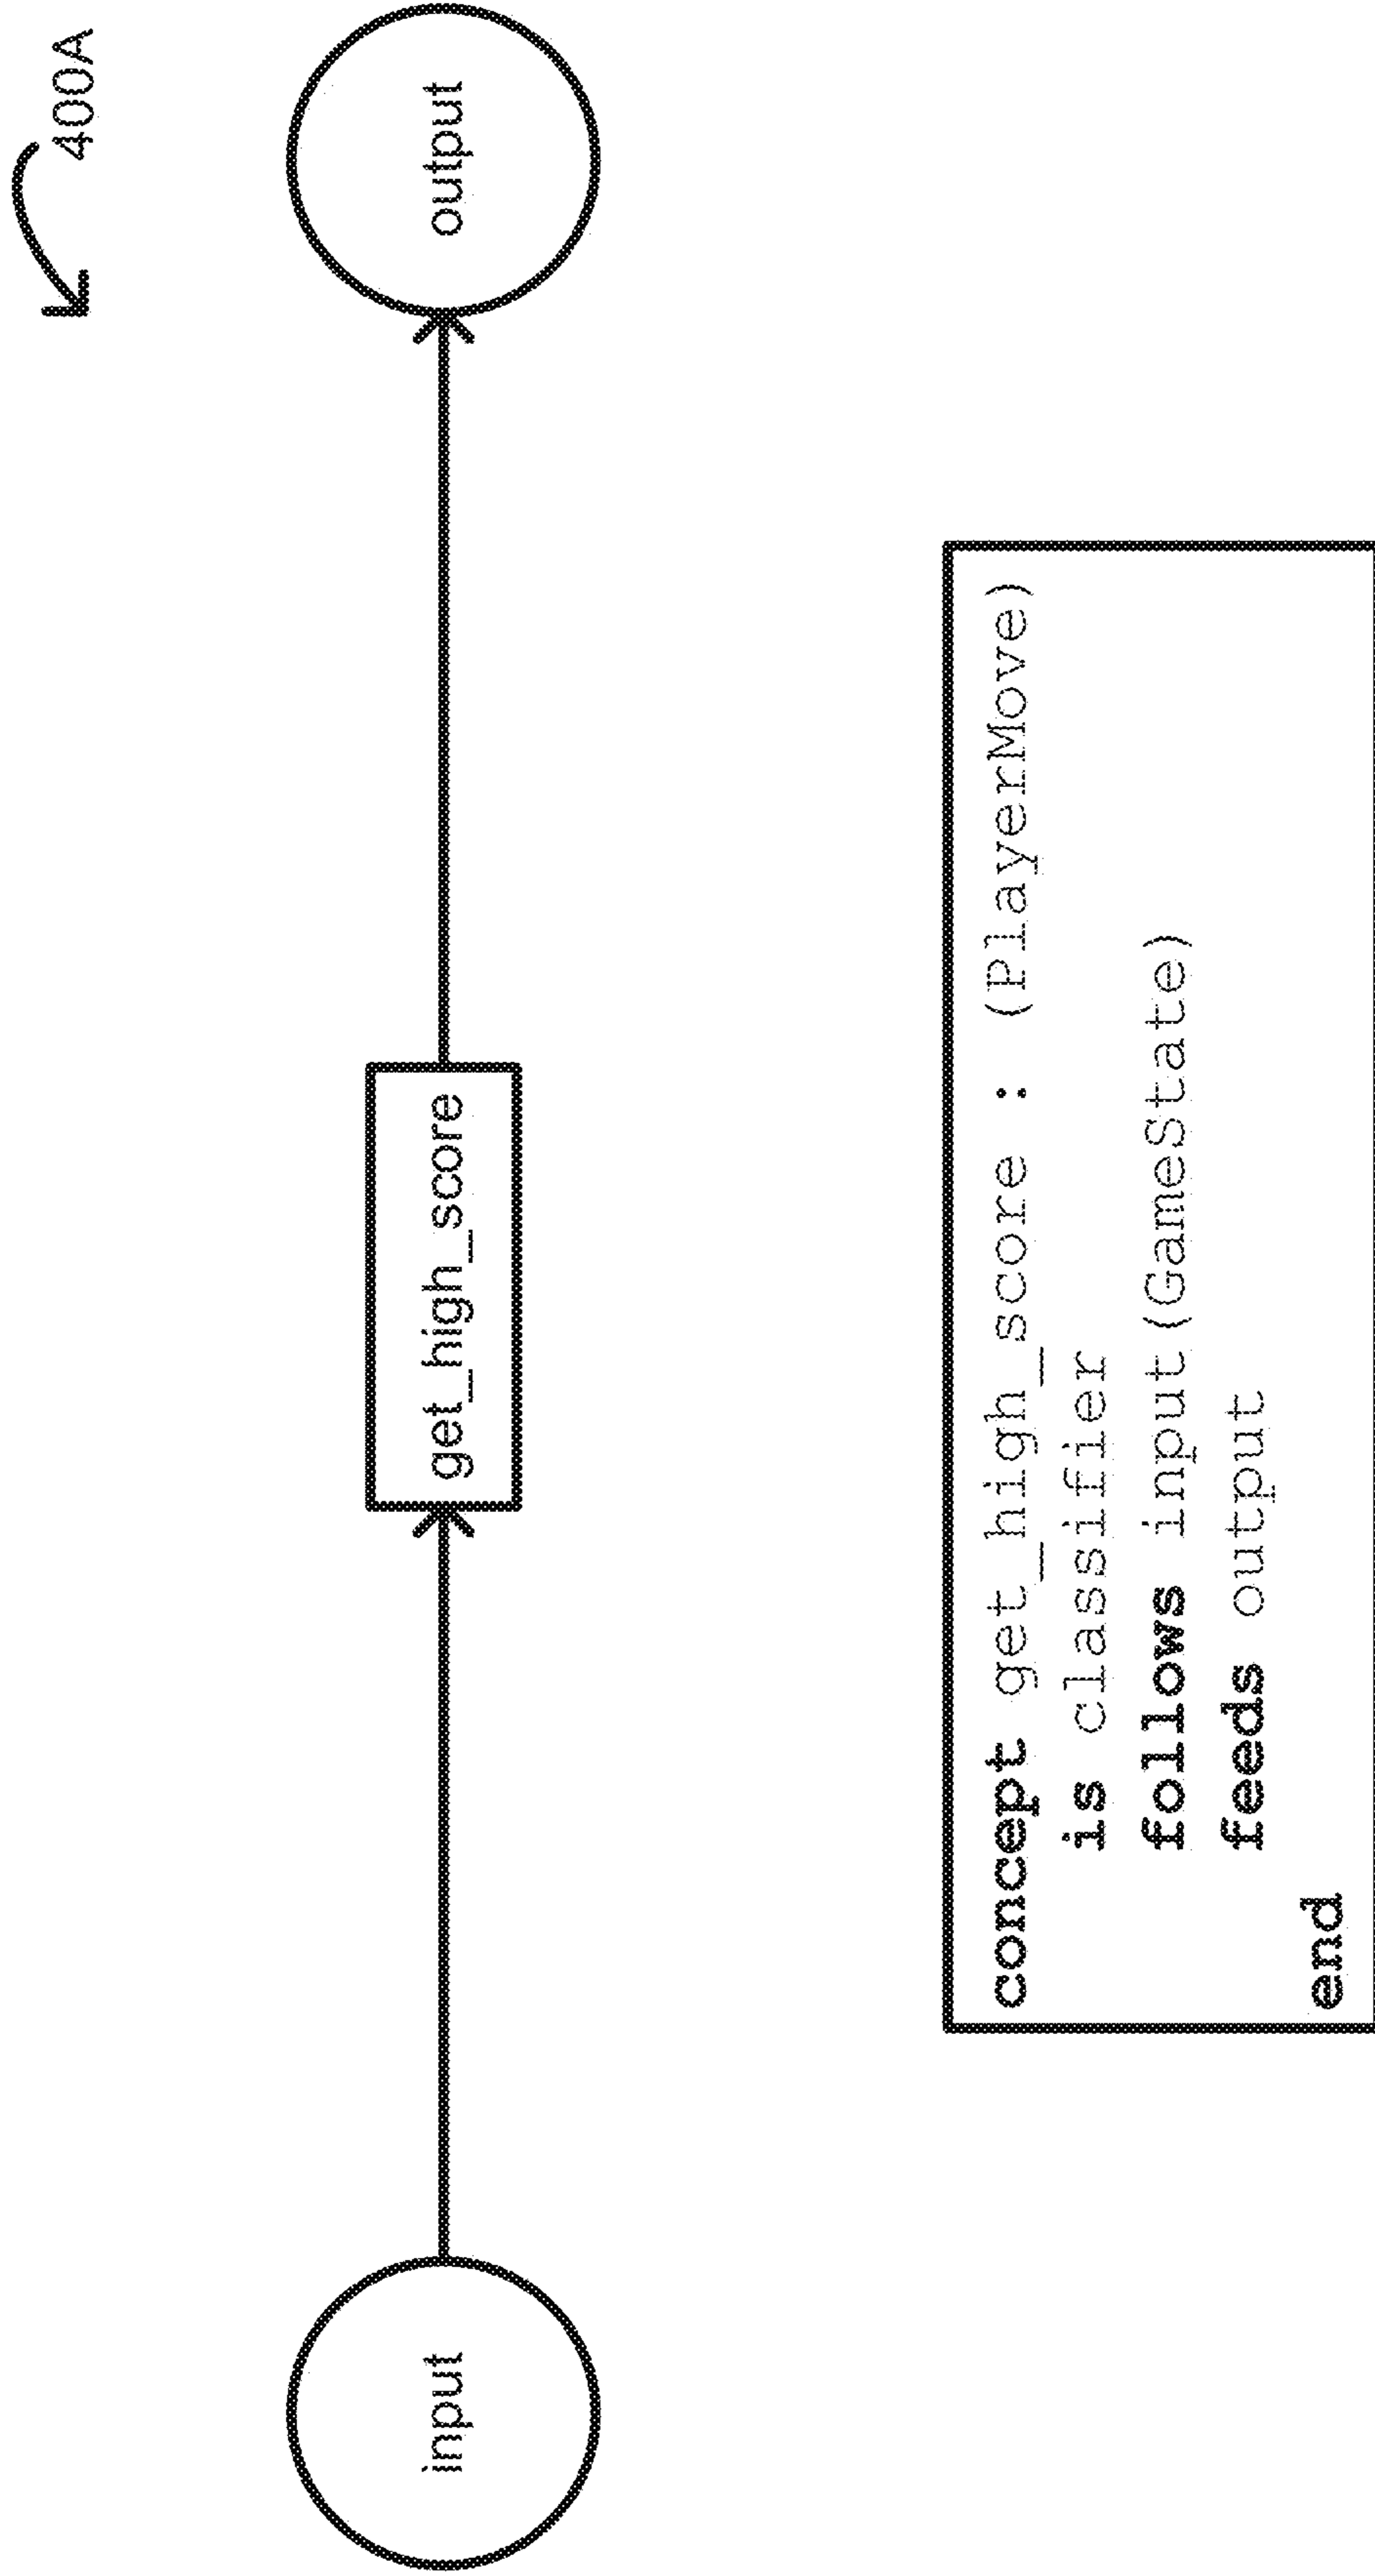 400A
input
get_high_score
output
concept get_high_score : (PlayerMove)
is classifier
follows input(GameState)
feeds output
end